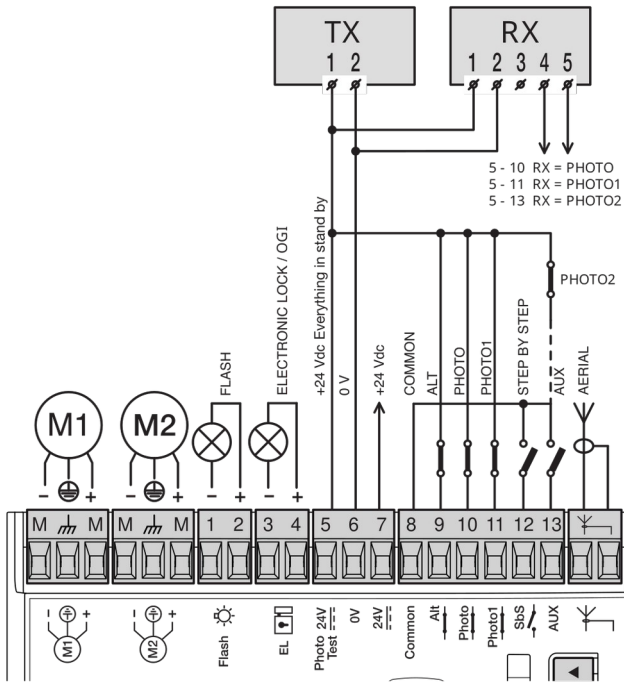 TX
1 2
RX
1 2 3 4 5
5 - 10 RX = PHOTO
5 - 11 RX = PHOTO1
5 - 13 RX = PHOTO2
PHOTO2
FLASH
ELECTRONIC LOCK / OGI
+24 Vdc Everything in stand by
0 V
+24 Vdc
COMMON
ALT
PHOTO
PHOTO1
STEP BY STEP
AUX
AERIAL
M1
M2
- +
- +
- +
- +
M M M M 1 2 3 4 5 6 7 8 9 10 11 12 13
- +
M1
- +
M2
Flash
EL
Photo 24V
Test
0V
24V
Common
Alt
Photo
Photo1
SbS
AUX